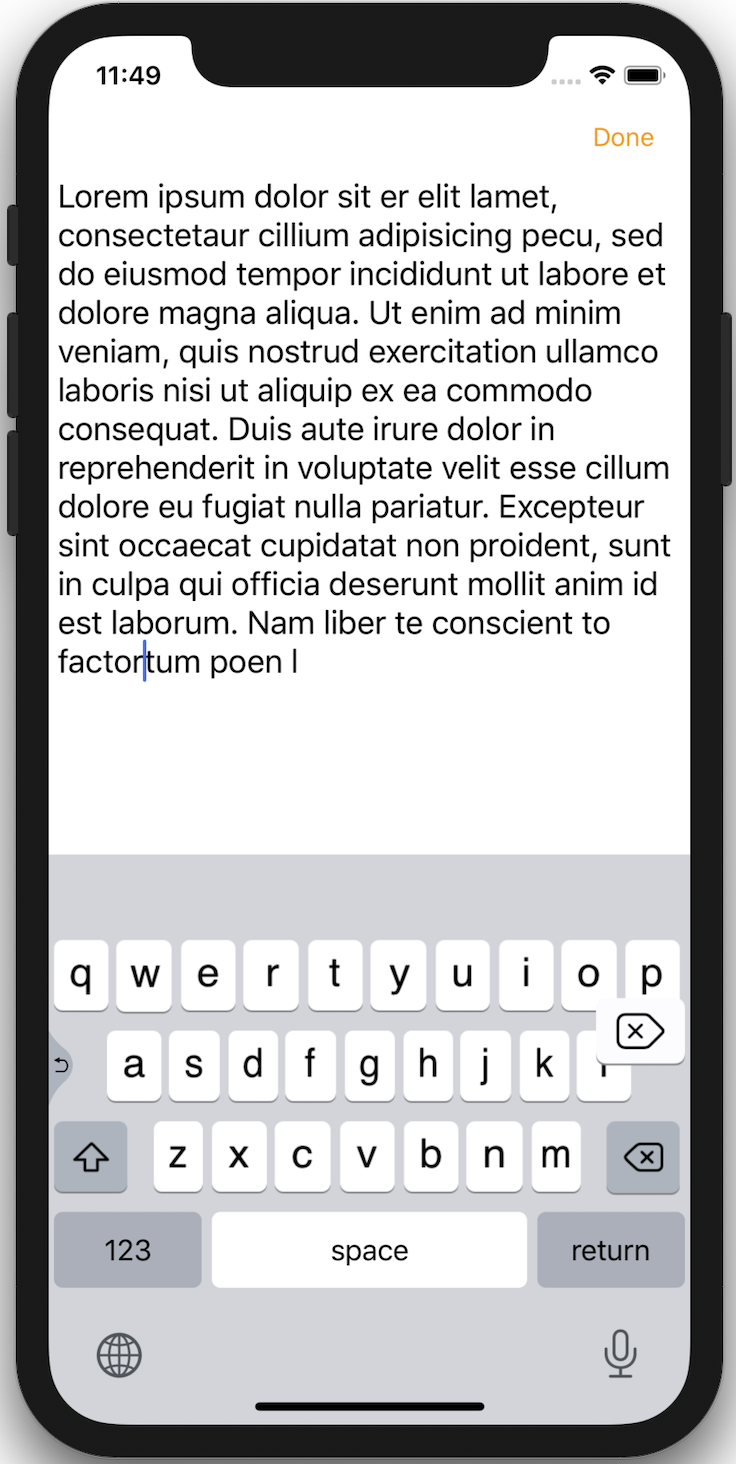 11:49
Done
Lorem ipsum dolor sit er elit lamet,
consectetaur cillium adipisicing pecu, sed
do eiusmod tempor incididunt ut labore et
dolore magna aliqua. Ut enim ad minim
veniam, quis nostrud exercitation ullamco
laboris nisi ut aliquip ex ea commodo
consequat. Duis aute irure dolor in
reprehenderit in voluptate velit esse cillum
dolore eu fugiat nulla pariatur. Excepteur
sint occaecat cupidatat non proident, sunt
in culpa qui officia deserunt mollit anim id
est laborum. Nam liber te conscient to
factortum poen l
q w e r t y u i o p
a s d f g h j k l
z x c v b n m
123 space return